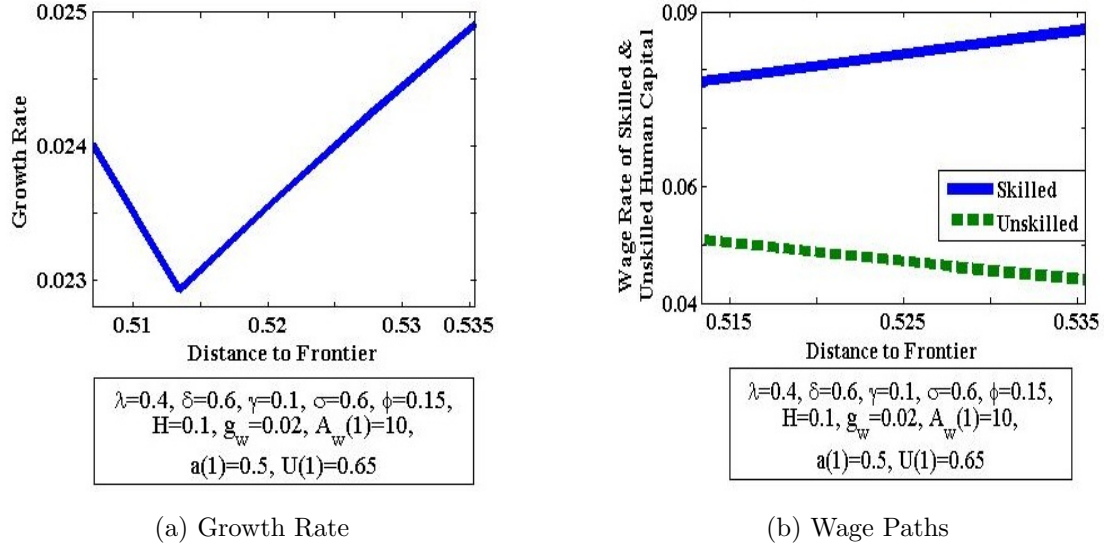 0.025
0.024
0.023
Growth Rate
0.51
0.52
0.53
0.535
Distance to Frontier
λ=0.4, δ=0.6, γ=0.1, σ=0.6, ϕ=0.15,
H=0.1, g_w=0.02, A_w(1)=10,
a(1)=0.5, U(1)=0.65
(a) Growth Rate
0.09
0.06
0.04
Wage Rate of Skilled &
Unskilled Human Capital
Skilled
Unskilled
0.515
0.525
0.535
Distance to Frontier
λ=0.4, δ=0.6, γ=0.1, σ=0.6, ϕ=0.15,
H=0.1, g_w=0.02, A_w(1)=10,
a(1)=0.5, U(1)=0.65
(b) Wage Paths